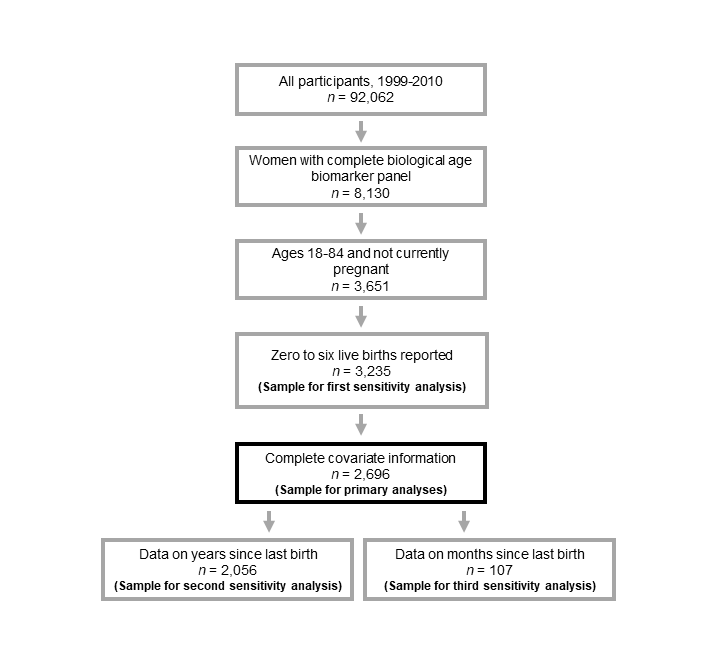 All participants, 1999-2010
n = 92,062
Women with complete biological age
biomarker panel
n = 8,130
Ages 18-84 and not currently
pregnant
n = 3,651
Zero to six live births reported
n = 3,235
(Sample for first sensitivity analysis)
Complete covariate information
n = 2,696
(Sample for primary analyses)
Data on years since last birth
n = 2,056
(Sample for second sensitivity analysis)
Data on months since last birth
n = 107
(Sample for third sensitivity analysis)